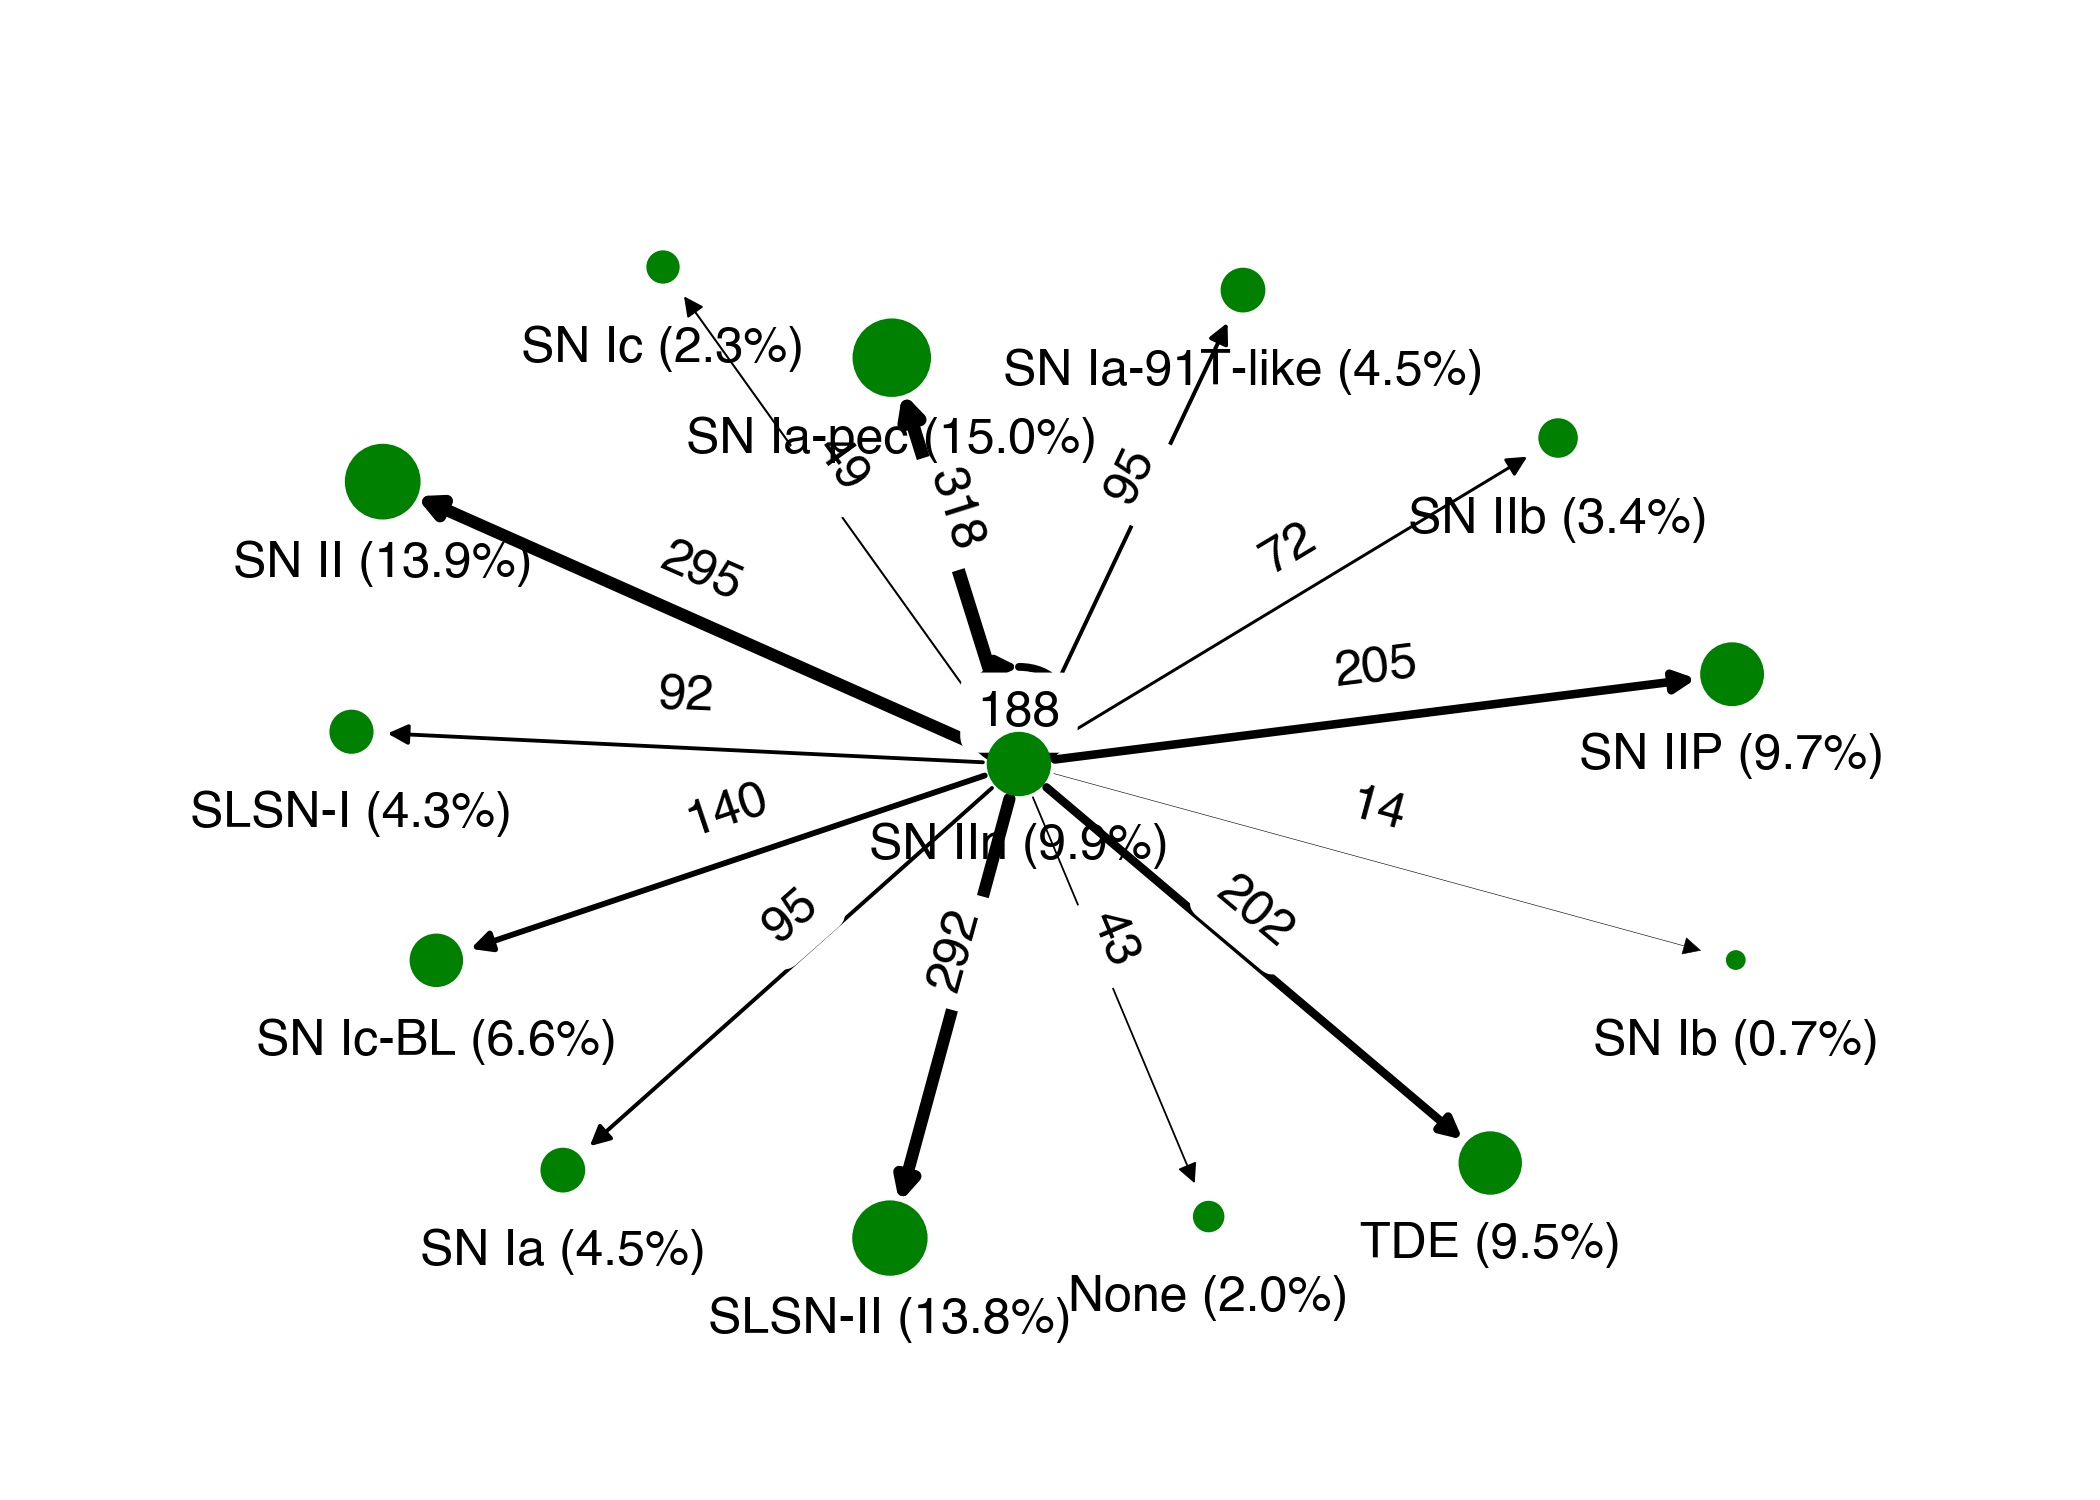 SN Ic (2.3%)
SN Ia-91T-like (4.5%)
SN Ia-pec (15.0%)
49
318
95
SN IIb (3.4%)
72
SN II (13.9%)
295
205
92
188
SN IIP (9.7%)
SLSN-I (4.3%)
140
14
SN IIn (9.9%)
95
292
43
202
SN Ic-BL (6.6%)
SN Ib (0.7%)
SN Ia (4.5%)
TDE (9.5%)
SLSN-II (13.8%)
None (2.0%)